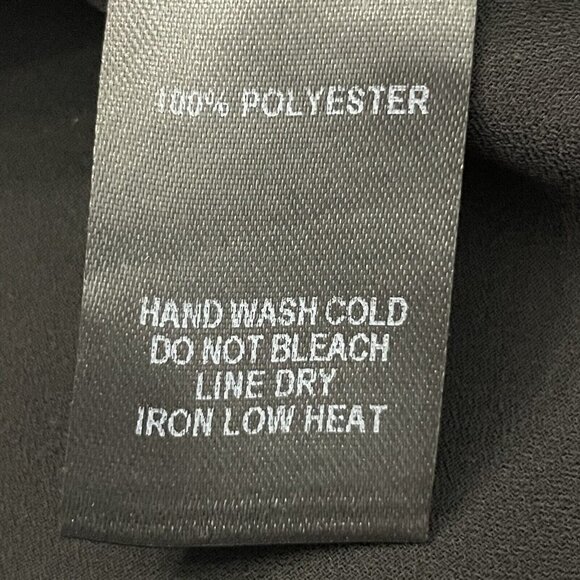 100% POLYESTER
HAND WASH COLD
DO NOT BLEACH
LINE DRY
IRON LOW HEAT